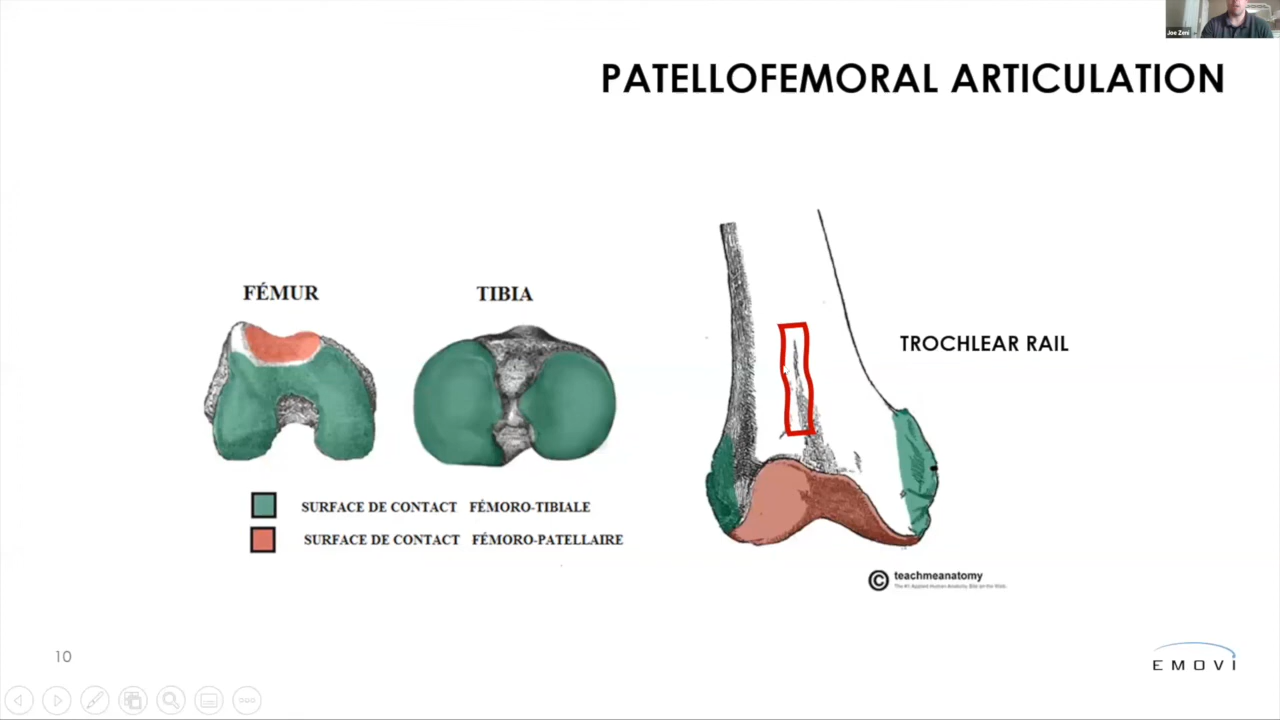 Joe Zeni
PATELLOFEMORAL ARTICULATION
FÉMUR
TIBIA
TROCHLEAR RAIL
SURFACE DE CONTACT FÉMORO-TIBIALE
SURFACE DE CONTACT FÉMORO-PATELLAIRE
© teachmeanatomy
The #1 Applied Human Anatomy Site on the Web.
10
EMOVI